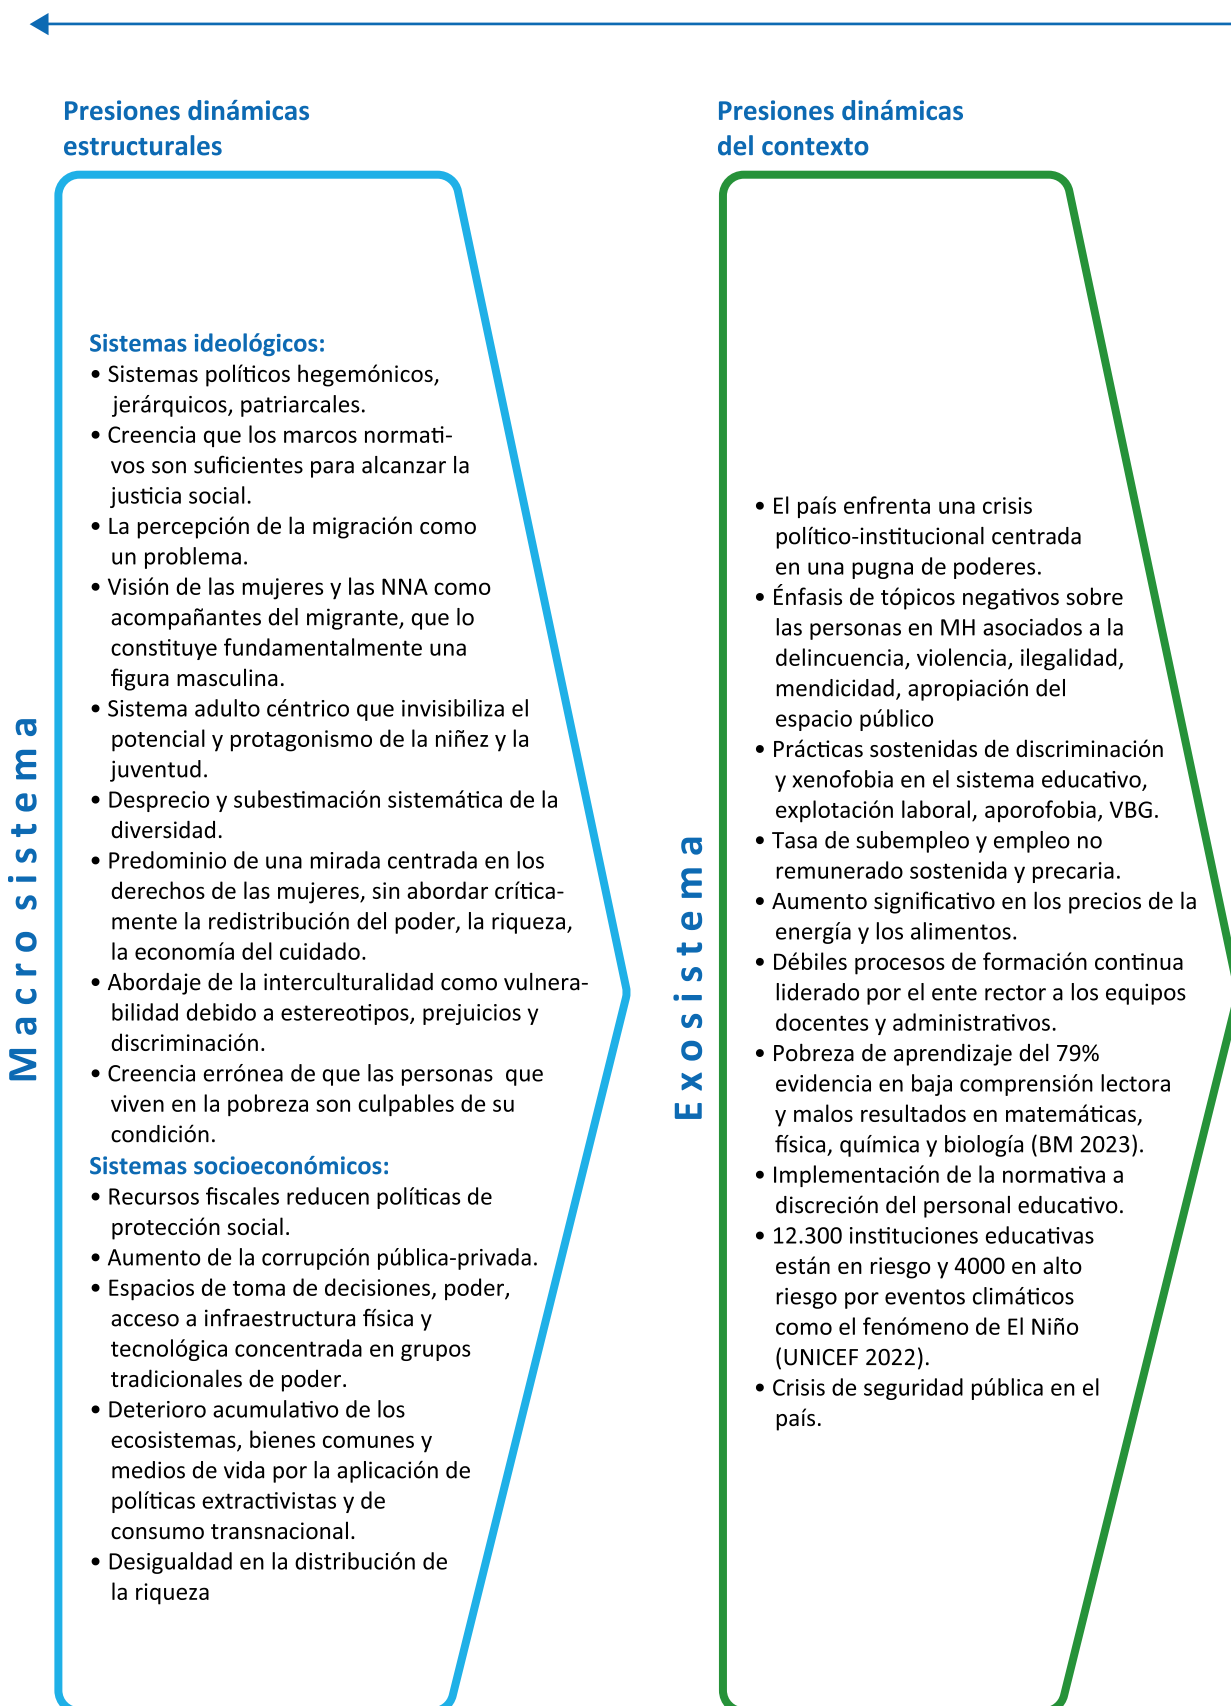 Presiones dinámicas
estructurales
Macro sistema
Sistemas ideológicos:
• Sistemas políticos hegemónicos,
jerárquicos, patriarcales.
• Creencia que los marcos normati-
vos son suficientes para alcanzar la
justicia social.
• La percepción de la migración como
un problema.
• Visión de las mujeres y las NNA como
acompañantes del migrante, que lo
constituye fundamentalmente una
figura masculina.
• Sistema adulto céntrico que invisibiliza el
potencial y protagonismo de la niñez y la
juventud.
• Desprecio y subestimación sistemática de la
diversidad.
• Predominio de una mirada centrada en los
derechos de las mujeres, sin abordar crítica-
mente la redistribución del poder, la riqueza,
la economía del cuidado.
• Abordaje de la interculturalidad como vulnera-
bilidad debido a estereotipos, prejuicios y
discriminación.
• Creencia errónea de que las personas que
viven en la pobreza son culpables de su
condición.
Sistemas socioeconómicos:
• Recursos fiscales reducen políticas de
protección social.
• Aumento de la corrupción pública-privada.
• Espacios de toma de decisiones, poder,
acceso a infraestructura física y
tecnológica concentrada en grupos
tradicionales de poder.
• Deterioro acumulativo de los
ecosistemas, bienes comunes y
medios de vida por la aplicación de
políticas extractivistas y de
consumo transnacional.
• Desigualdad en la distribución de
la riqueza
Presiones dinámicas
del contexto
Exosistema
• El país enfrenta una crisis
político-institucional centrada
en una pugna de poderes.
• Énfasis de tópicos negativos sobre
las personas en MH asociados a la
delincuencia, violencia, ilegalidad,
mendicidad, apropiación del
espacio público
• Prácticas sostenidas de discriminación
y xenofobia en el sistema educativo,
explotación laboral, aporofobia, VBG.
• Tasa de subempleo y empleo no
remunerado sostenida y precaria.
• Aumento significativo en los precios de la
energía y los alimentos.
• Débiles procesos de formación continua
liderado por el ente rector a los equipos
docentes y administrativos.
• Pobreza de aprendizaje del 79%
evidencia en baja comprensión lectora
y malos resultados en matemáticas,
física, química y biología (BM 2023).
• Implementación de la normativa a
discreción del personal educativo.
• 12.300 instituciones educativas
están en riesgo y 4000 en alto
riesgo por eventos climáticos
como el fenómeno de El Niño
(UNICEF 2022).
• Crisis de seguridad pública en el
país.